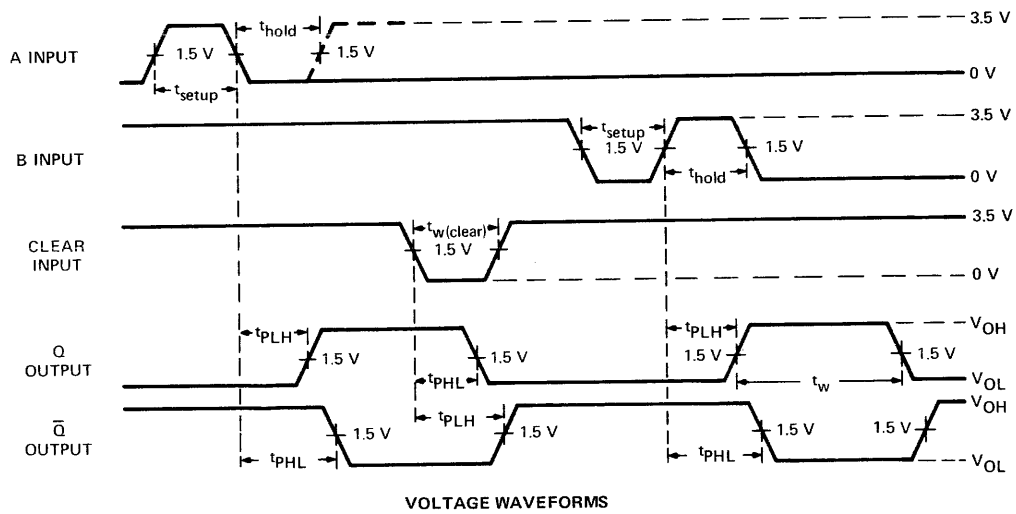 t_hold
3.5 V
A INPUT
1.5 V
1.5 V
0 V
t_setup
3.5 V
t_setup
B INPUT
1.5 V
1.5 V
t_hold
0 V
3.5 V
t_w(clear)
CLEAR
INPUT
1.5 V
0 V
t_PLH
t_PLH
V_OH
Q
OUTPUT
1.5 V
1.5 V
1.5 V
1.5 V
t_PHL
t_w
V_OL
V_OH
t_PLH
Q̅
OUTPUT
1.5 V
1.5 V
1.5 V
1.5 V
t_PHL
t_PHL
V_OL
VOLTAGE WAVEFORMS